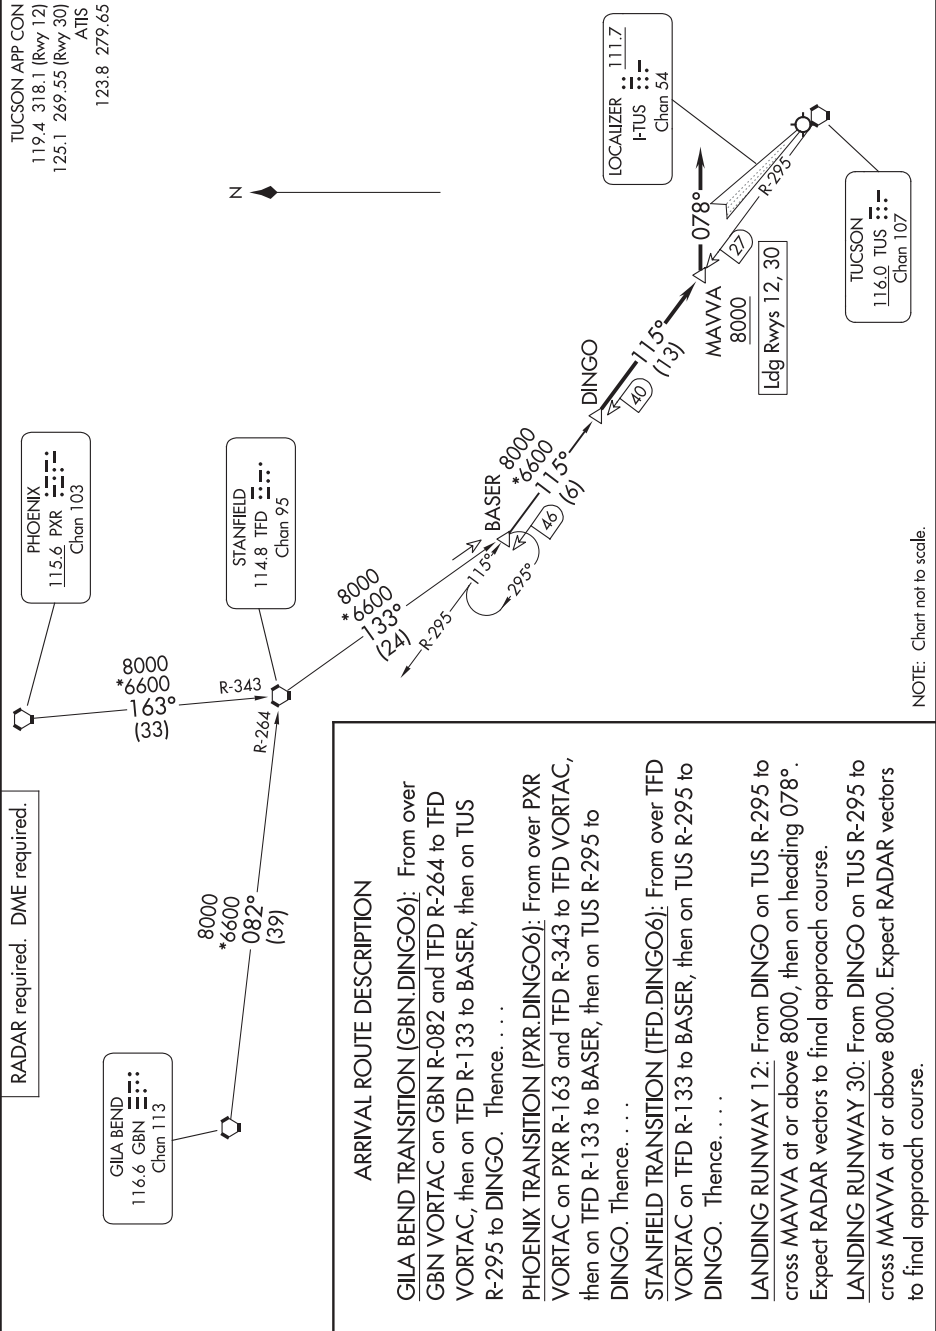 RADAR required. DME required.
TUCSON APP CON
119.4 318.1 (Rwy 12)
125.1 269.55 (Rwy 30)
ATIS
123.8 279.65
PHOENIX
115.6 PXR
Chan 103
STANFIELD
114.8 TFD
Chan 95
GILA BEND
116.6 GBN
Chan 113
LOCALIZER 111.7
I-TUS
Chan 54
TUCSON
116.0 TUS
Chan 107
N
8000
*6600
163°
(33)
R-343
R-264
8000
*6600
082°
(39)
8000
*6600
133°
(24)
BASER
R-295
115°
295°
46
8000
*6600
115°
(6)
DINGO
40
115°
(13)
MAVVA
8000
Ldg Rwys 12, 30
27
078°
R-295
ARRIVAL ROUTE DESCRIPTION
GILA BEND TRANSITION (GBN.DINGO6): From over
GBN VORTAC on GBN R-082 and TFD R-264 to TFD
VORTAC, then on TFD R-133 to BASER, then on TUS
R-295 to DINGO. Thence. . . .
PHOENIX TRANSITION (PXR.DINGO6): From over PXR
VORTAC on PXR R-163 and TFD R-343 to TFD VORTAC,
then on TFD R-133 to BASER, then on TUS R-295 to
DINGO. Thence. . . .
STANFIELD TRANSITION (TFD.DINGO6): From over TFD
VORTAC on TFD R-133 to BASER, then on TUS R-295 to
DINGO. Thence. . . .
LANDING RUNWAY 12: From DINGO on TUS R-295 to
cross MAVVA at or above 8000, then on heading 078°.
Expect RADAR vectors to final approach course.
LANDING RUNWAY 30: From DINGO on TUS R-295 to
cross MAVVA at or above 8000. Expect RADAR vectors
to final approach course.
NOTE: Chart not to scale.